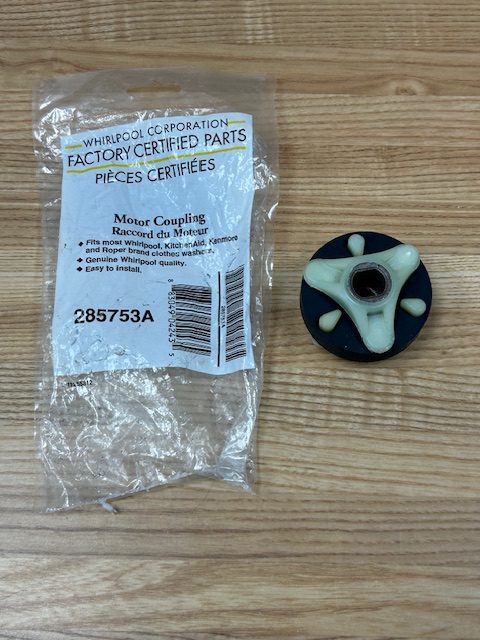 WHIRLPOOL CORPORATION
FACTORY CERTIFIED PARTS
PIÈCES CERTIFIÉES
Motor Coupling
Raccord du Moteur
◆ Fits most Whirlpool, KitchenAid, Kenmore
and Roper brand clothes washers.
◆ Genuine Whirlpool quality.
◆ Easy to install.
285753A
285753A